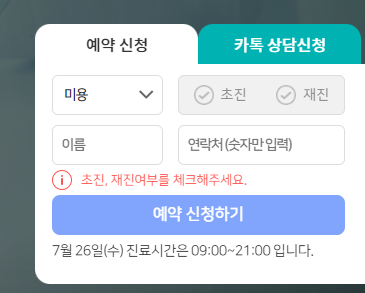 예약 신청 카톡 상담신청
미용 초진 재진
이름 연락처 (숫자만 입력)
초진, 재진여부를 체크해주세요.
예약 신청하기
7월 26일(수) 진료시간은 09:00~21:00 입니다.